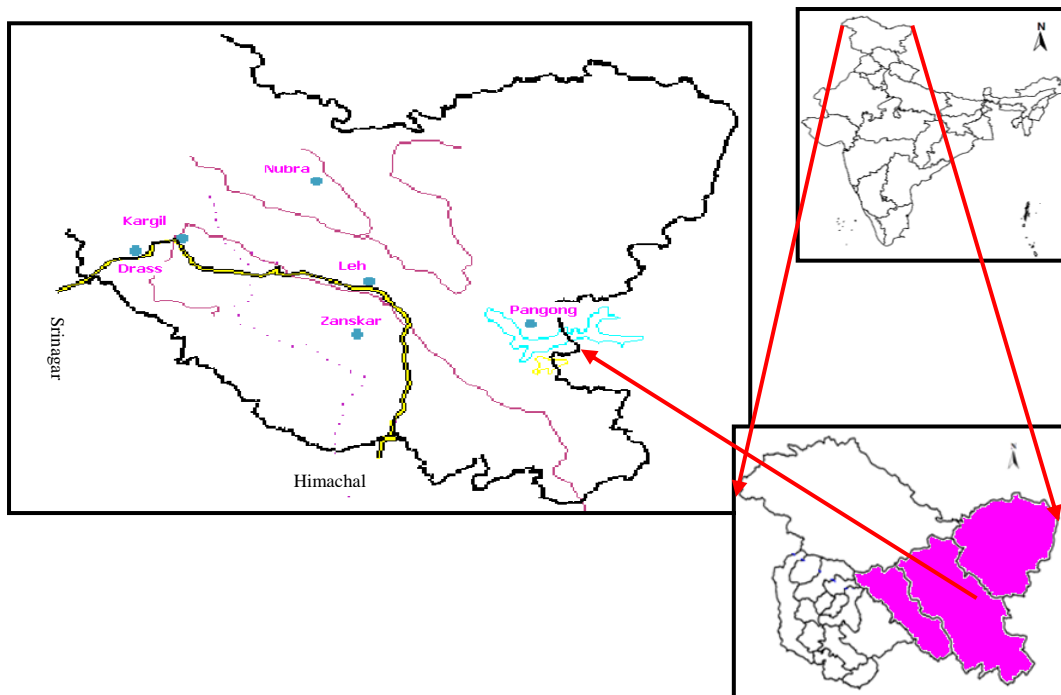 N
Nubra
Kargil
Drass
Leh
Pangong
Zanskar
Srinagar
Himachal
N